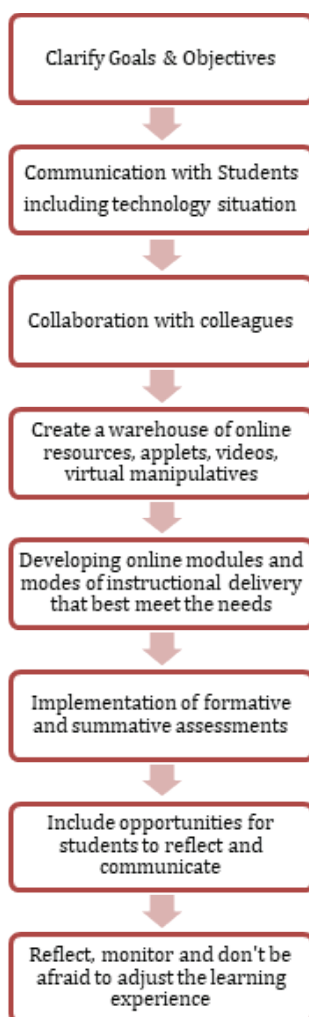 Clarify Goals & Objectives
Communication with Students
including technology situation
Collaboration with colleagues
Create a warehouse of online
resources, applets, videos,
virtual manipulatives
Developing online modules and
modes of instructional delivery
that best meet the needs
Implementation of formative
and summative assessments
Include opportunities for
students to reflect and
communicate
Reflect, monitor and don't be
afraid to adjust the learning
experience